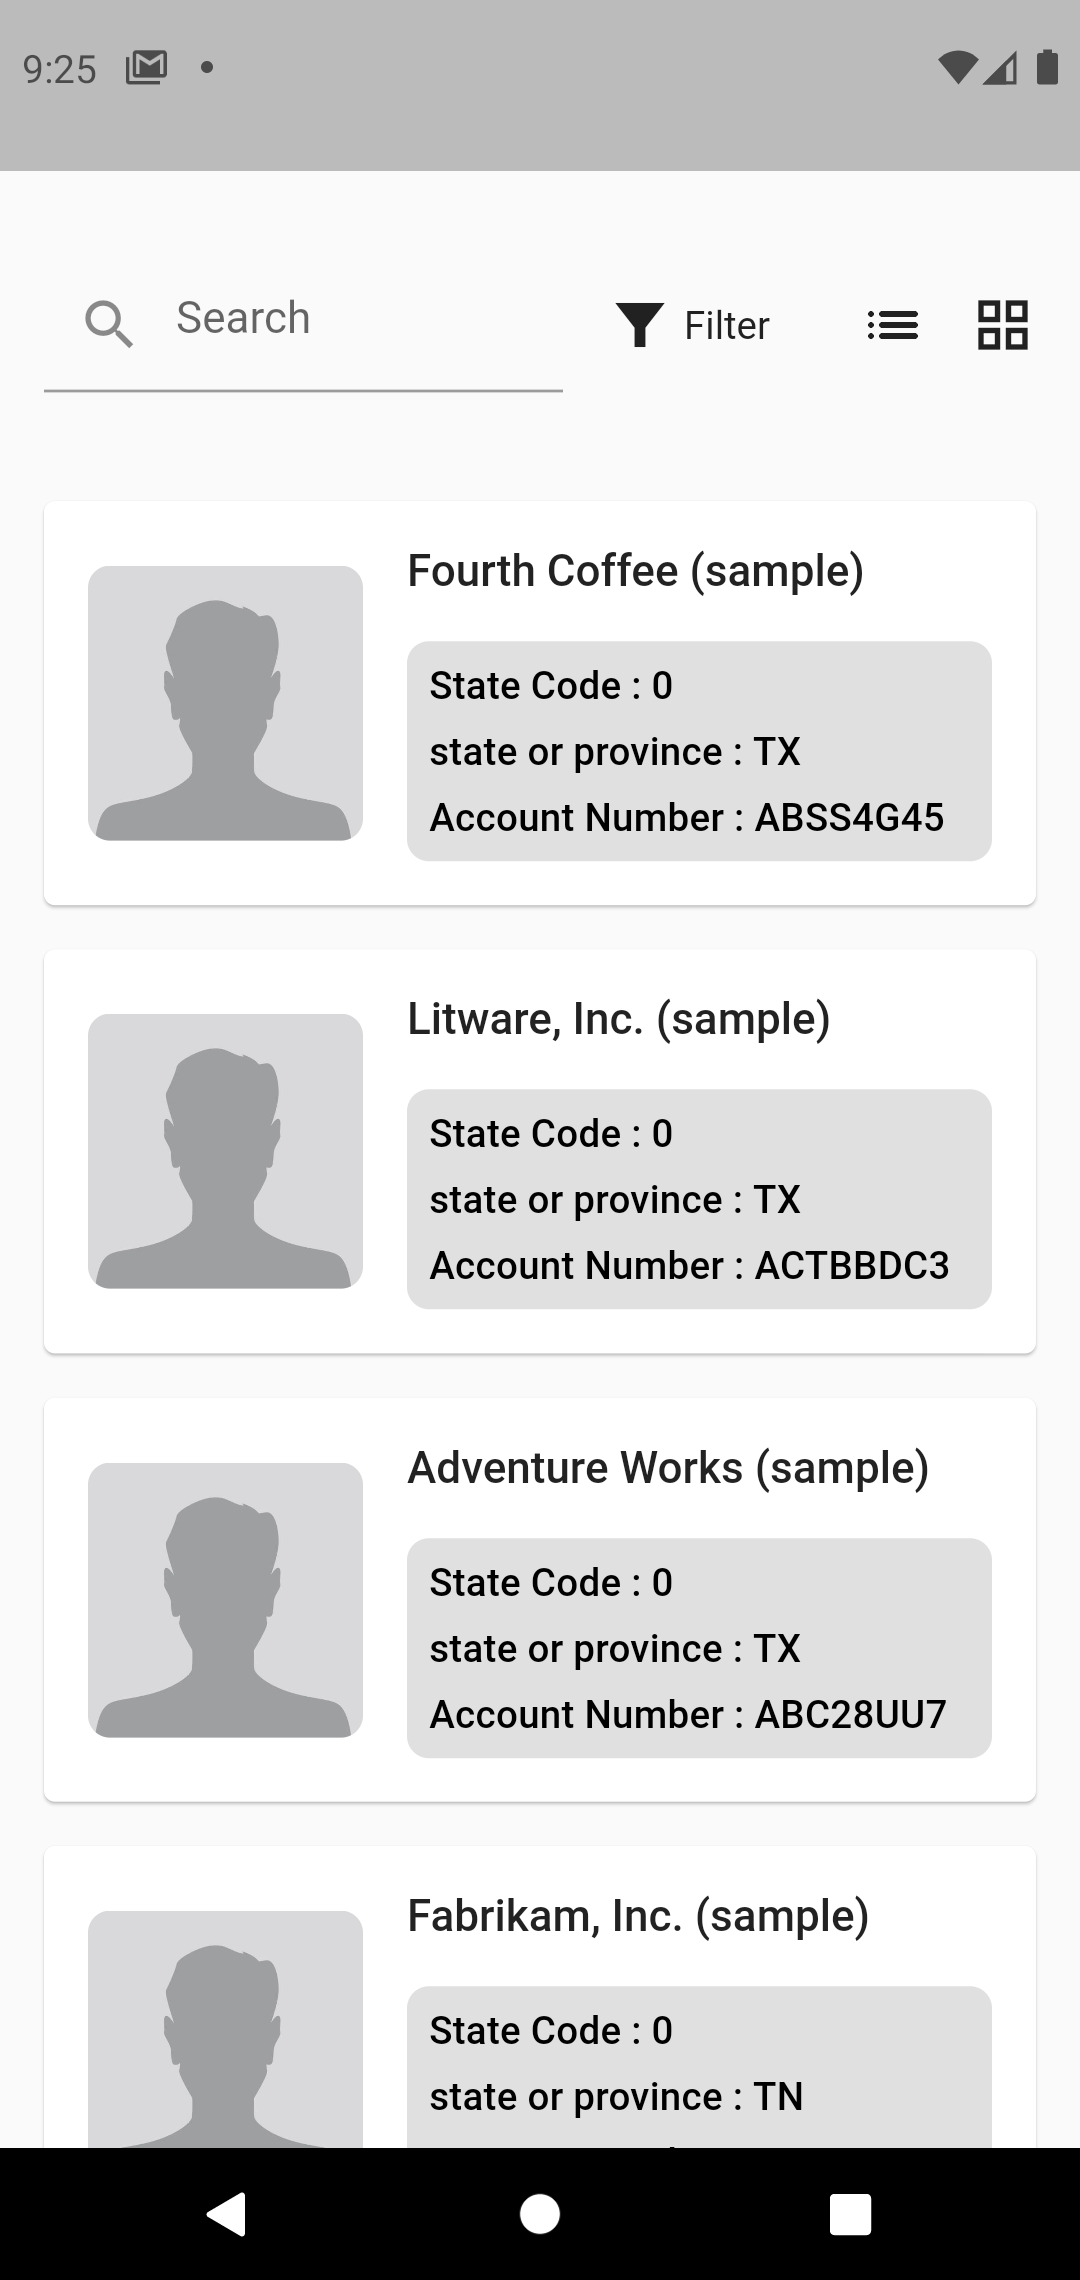 9:25
Search
Filter
Fourth Coffee (sample)
State Code : 0
state or province : TX
Account Number : ABSS4G45
Litware, Inc. (sample)
State Code : 0
state or province : TX
Account Number : ACTBBDC3
Adventure Works (sample)
State Code : 0
state or province : TX
Account Number : ABC28UU7
Fabrikam, Inc. (sample)
State Code : 0
state or province : TN